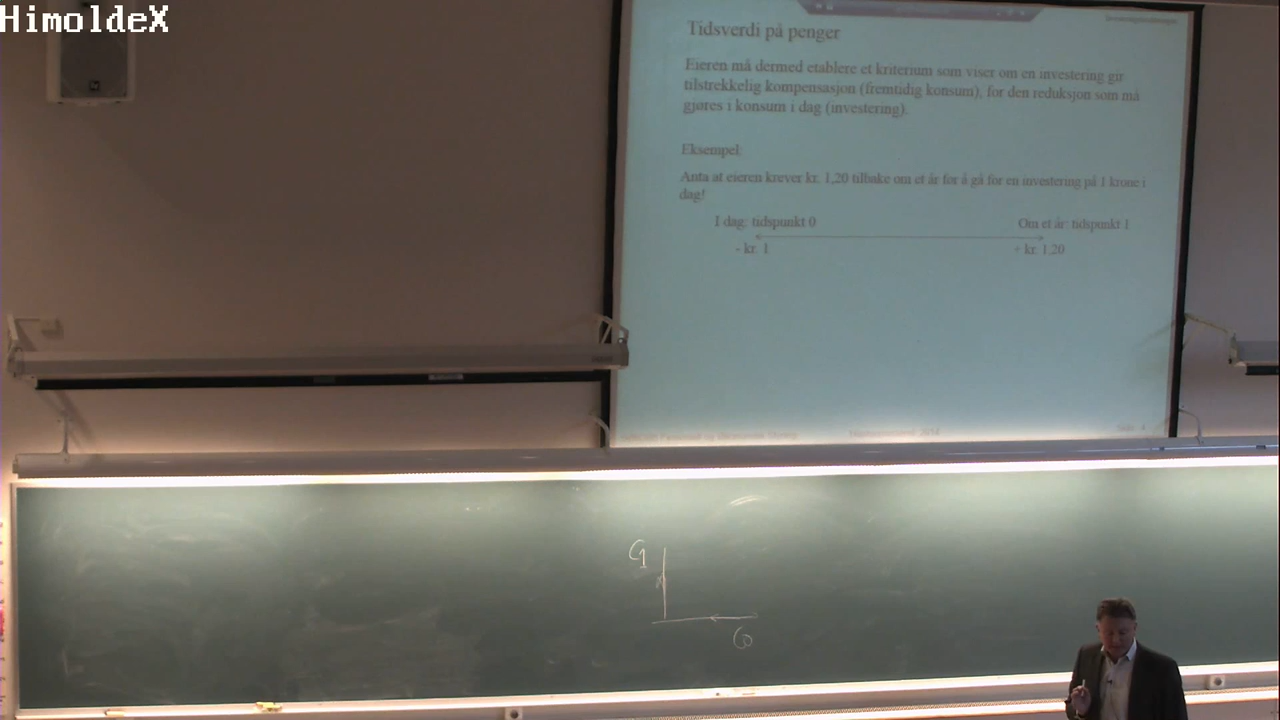 HimoldeX
Tidsverdi på penger
Eieren må dermed etablere et kriterium som viser om en investering gir
tilstrekkelig kompensasjon (fremtidig konsum), for den reduksjon som må
gjøres i konsum i dag (investering).
Eksempel:
Anta at eieren krever kr. 1,20 tilbake om et år for å gå for en investering på 1 krone i
dag!
I dag: tidspunkt 0 Om et år: tidspunkt 1
- kr. 1 + kr. 1,20
C1
C0